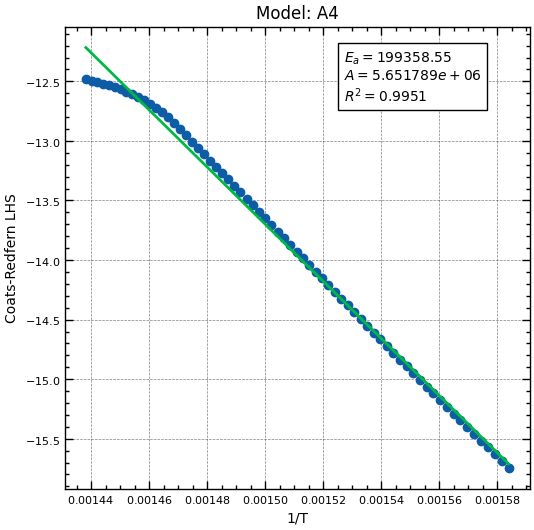 Model: A4
Eₐ = 199358.55
A = 5.651789e + 06
R² = 0.9951
Coats-Redfern LHS
−12.5
−13.0
−13.5
−14.0
−14.5
−15.0
−15.5
0.00144 0.00146 0.00148 0.00150 0.00152 0.00154 0.00156 0.00158
1/T